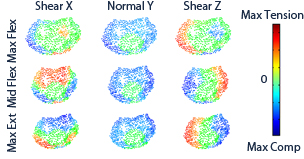 Shear X Normal Y Shear Z
Max Tension
Max Flex
Mid Flex
Max Ext
0
Max Comp